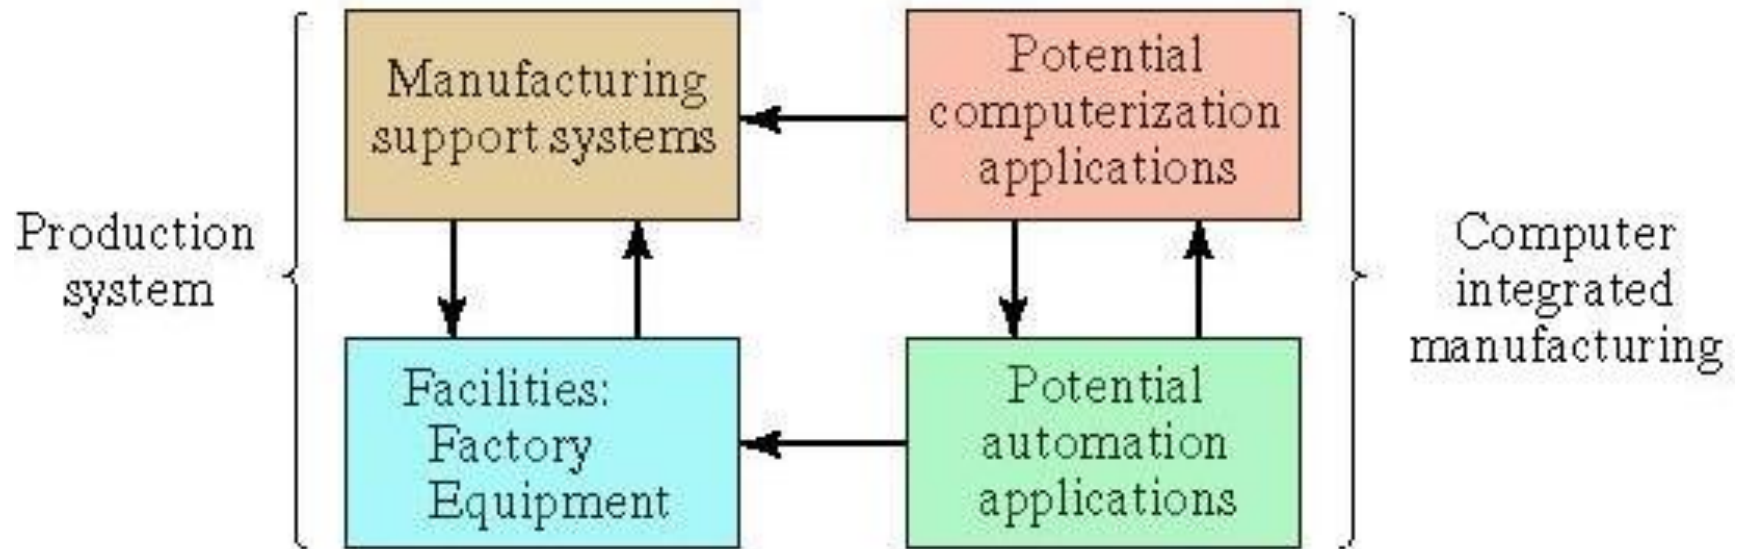 Production
system
Manufacturing
support systems
Facilities:
Factory
Equipment
Potential
computerization
applications
Potential
automation
applications
Computer
integrated
manufacturing